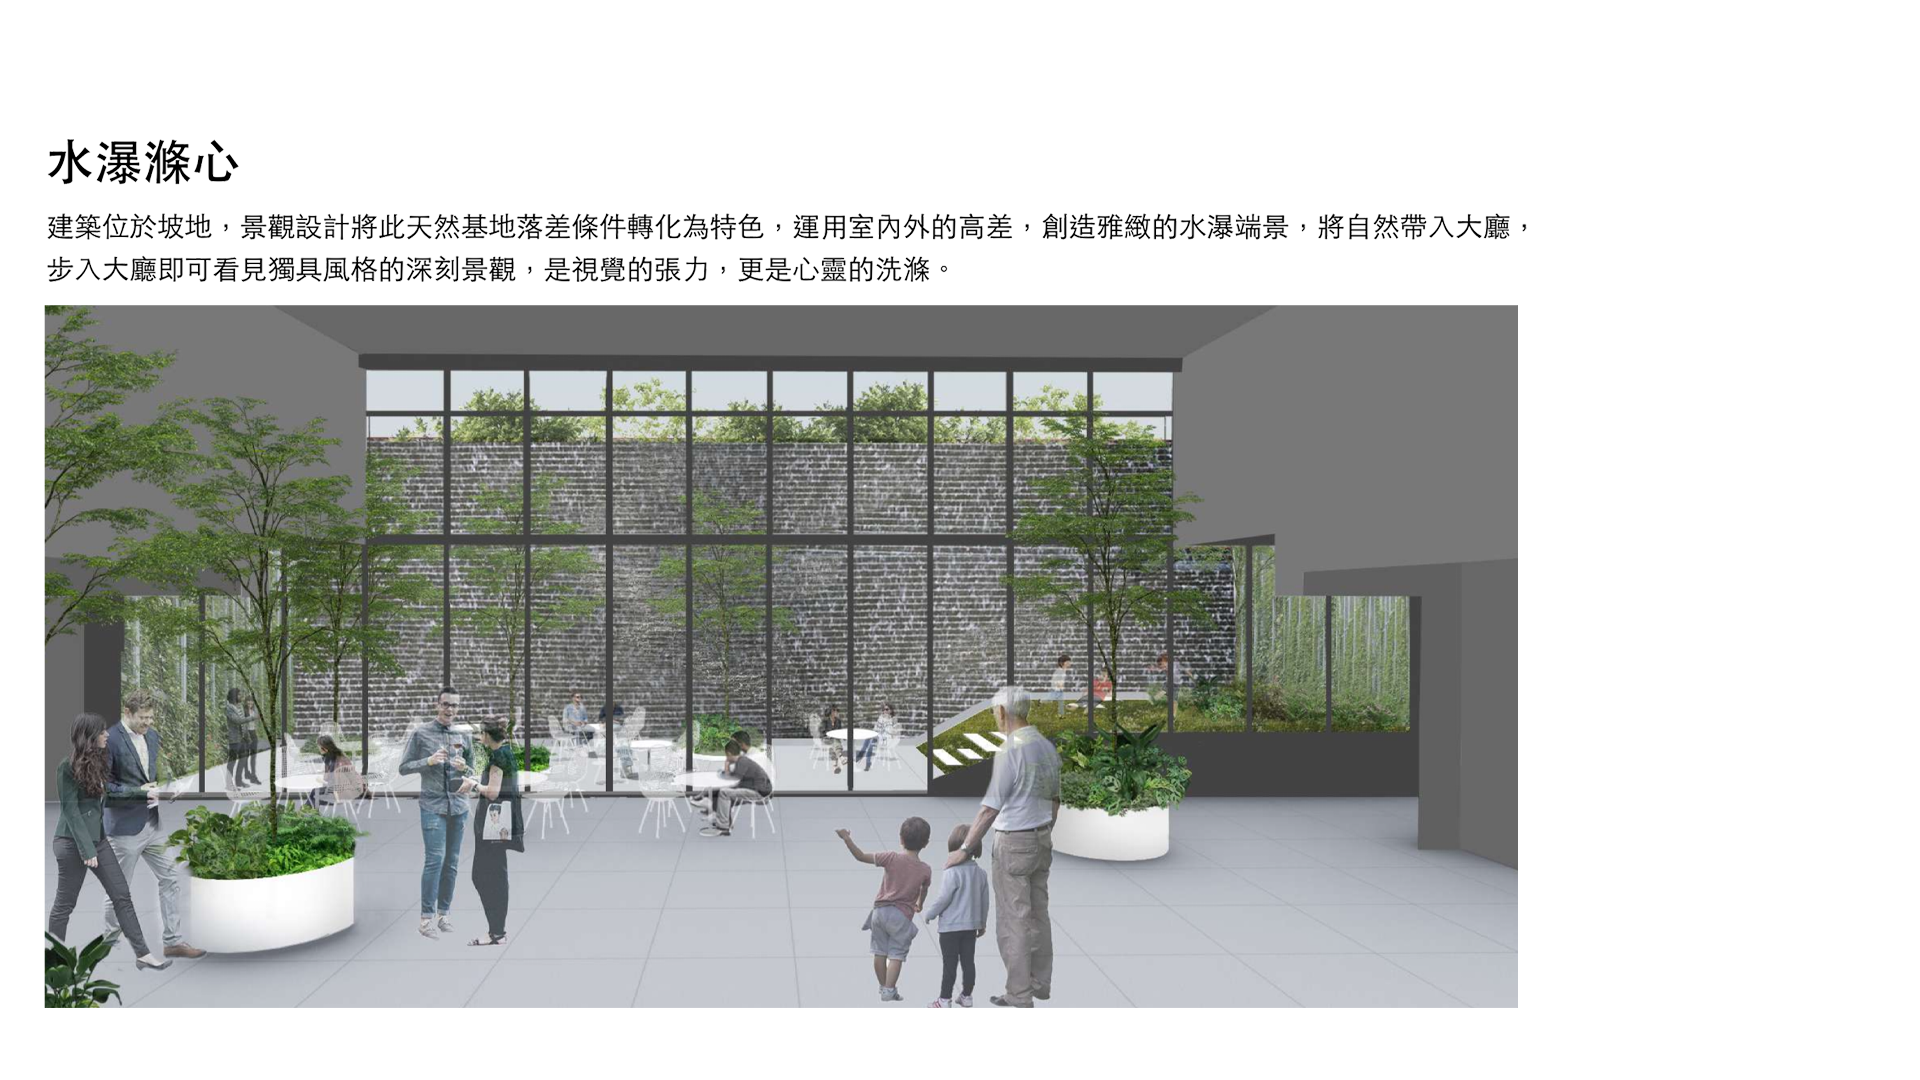 水瀑滌心
建築位於坡地，景觀設計將此天然基地落差條件轉化為特色，運用室內外的高差，創造雅緻的水瀑端景，將自然帶入大廳，
步入大廳即可看見獨具風格的深刻景觀，是視覺的張力，更是心靈的洗滌。